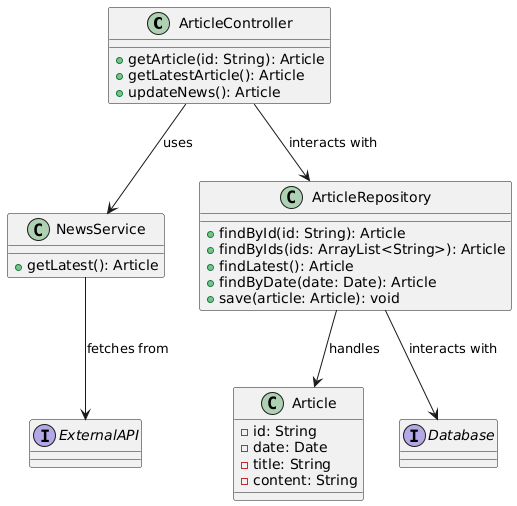 C ArticleController
getArticle(id: String): Article
getLatestArticle(): Article
updateNews(): Article
uses
interacts with
C NewsService
getLatest(): Article
C ArticleRepository
findById(id: String): Article
findByIds(ids: ArrayList<String>): Article
findLatest(): Article
findByDate(date: Date): Article
save(article: Article): void
fetches from
handles
interacts with
I ExternalAPI
C Article
id: String
date: Date
title: String
content: String
I Database